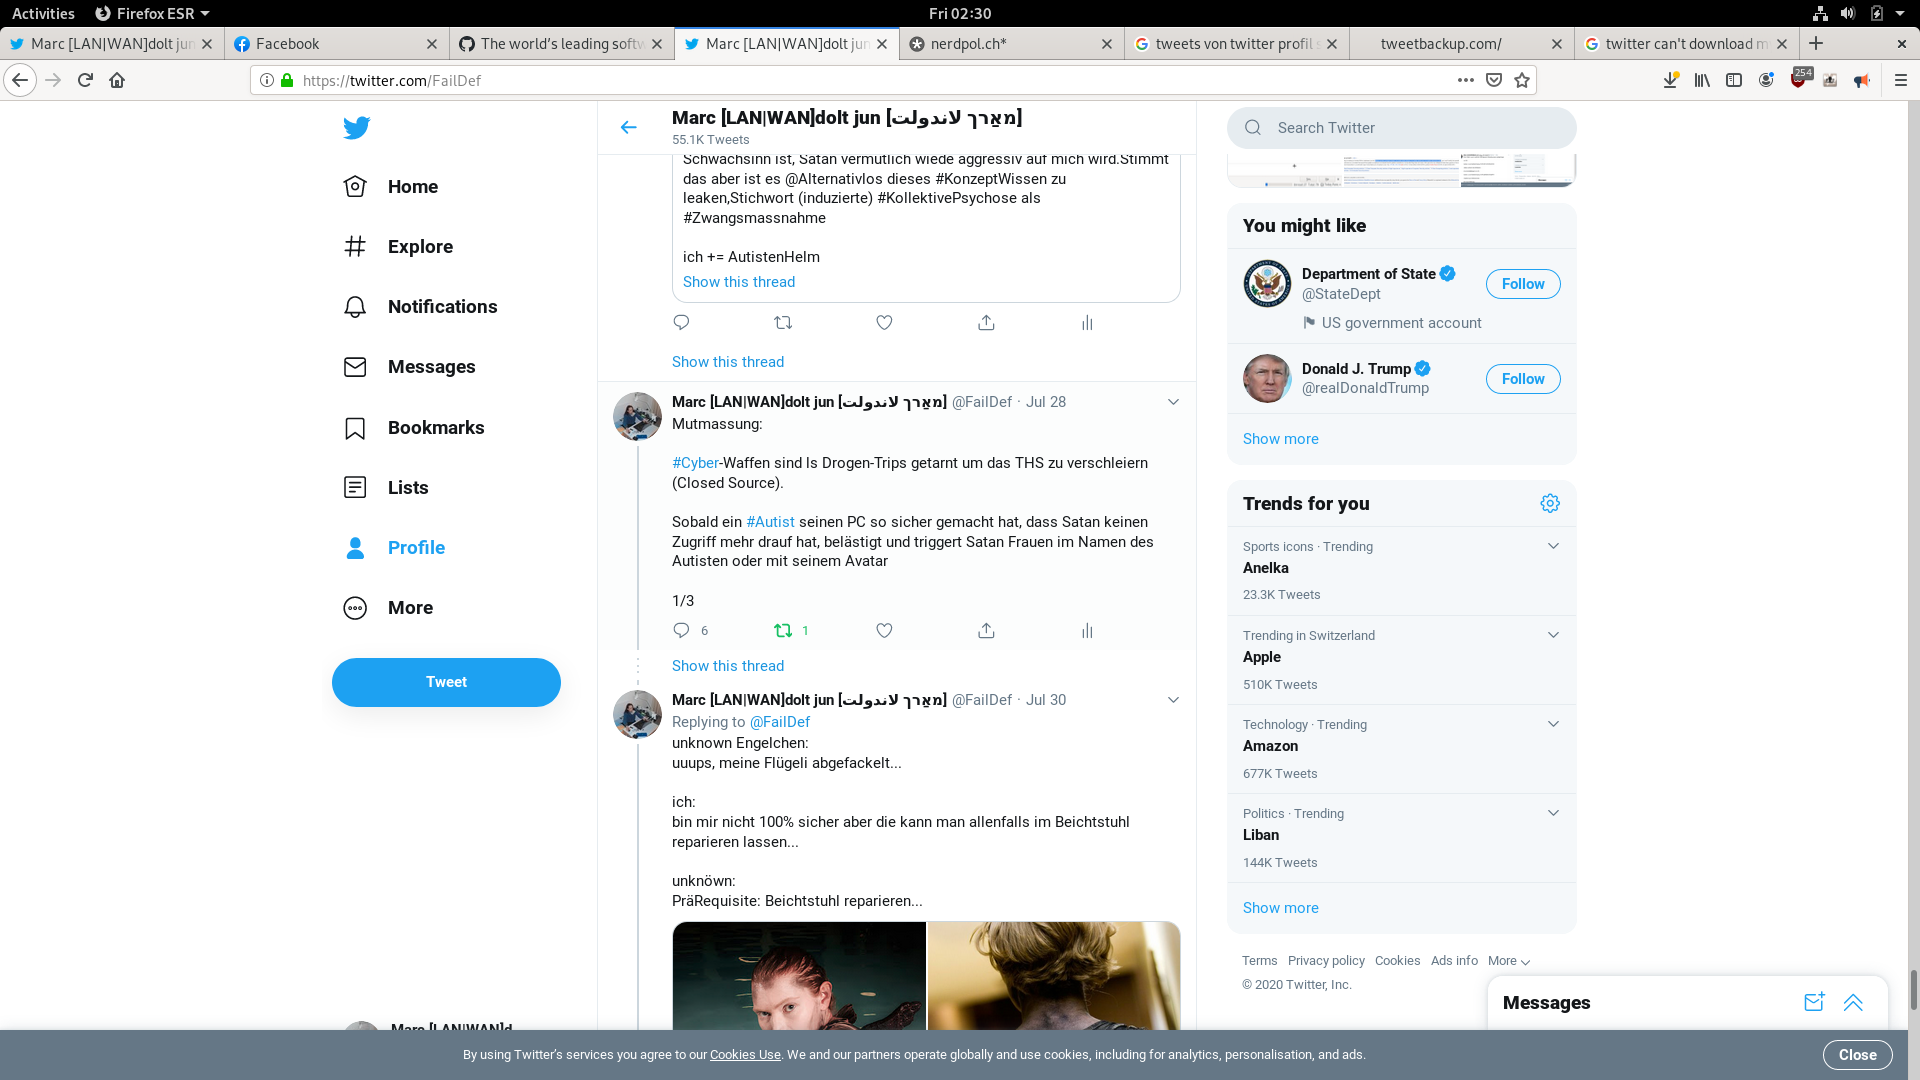 Activities
Firefox ESR
Fri 02:30
Marc [LAN|WAN]dolt jun
Facebook
The world's leading softw
Marc [LAN|WAN]dolt jun
nerdpol.ch*
tweets von twitter profil s
tweetbackup.com/
twitter can't download m
https://twitter.com/FailDef
254
Home
Explore
Notifications
Messages
Bookmarks
Lists
Profile
More
Tweet
Marc [LAN|WAN]d
Marc [LAN|WAN]dolt jun [מאַרך לאנדולת]
55.1K Tweets
Schwachsinn ist, Satan vermutlich wiede aggressiv auf mich wird.Stimmt
das aber ist es @Alternativlos dieses #KonzeptWissen zu
leaken,Stichwort (induzierte) #KollektivePsychose als
#Zwangsmassnahme
ich += AutistenHelm
Show this thread
Show this thread
Marc [LAN|WAN]dolt jun [מאַרך לאנדולת] @FailDef · Jul 28
Mutmassung:
#Cyber-Waffen sind ls Drogen-Trips getarnt um das THS zu verschleiern
(Closed Source).
Sobald ein #Autist seinen PC so sicher gemacht hat, dass Satan keinen
Zugriff mehr drauf hat, belästigt und triggert Satan Frauen im Namen des
Autisten oder mit seinem Avatar
1/3
6
1
Show this thread
Marc [LAN|WAN]dolt jun [מאַרך לאנדולת] @FailDef · Jul 30
Replying to @FailDef
unknown Engelchen:
uuups, meine Flügeli abgefackelt...
ich:
bin mir nicht 100% sicher aber die kann man allenfalls im Beichtstuhl
reparieren lassen...
unknöwn:
PräRequisite: Beichtstuhl reparieren...
Search Twitter
You might like
Department of State
@StateDept
US government account
Follow
Donald J. Trump
@realDonaldTrump
Follow
Show more
Trends for you
Sports icons · Trending
Anelka
23.3K Tweets
Trending in Switzerland
Apple
510K Tweets
Technology · Trending
Amazon
677K Tweets
Politics · Trending
Liban
144K Tweets
Show more
Terms Privacy policy Cookies Ads info More
© 2020 Twitter, Inc.
Messages
By using Twitter's services you agree to our Cookies Use. We and our partners operate globally and use cookies, including for analytics, personalisation, and ads.
Close